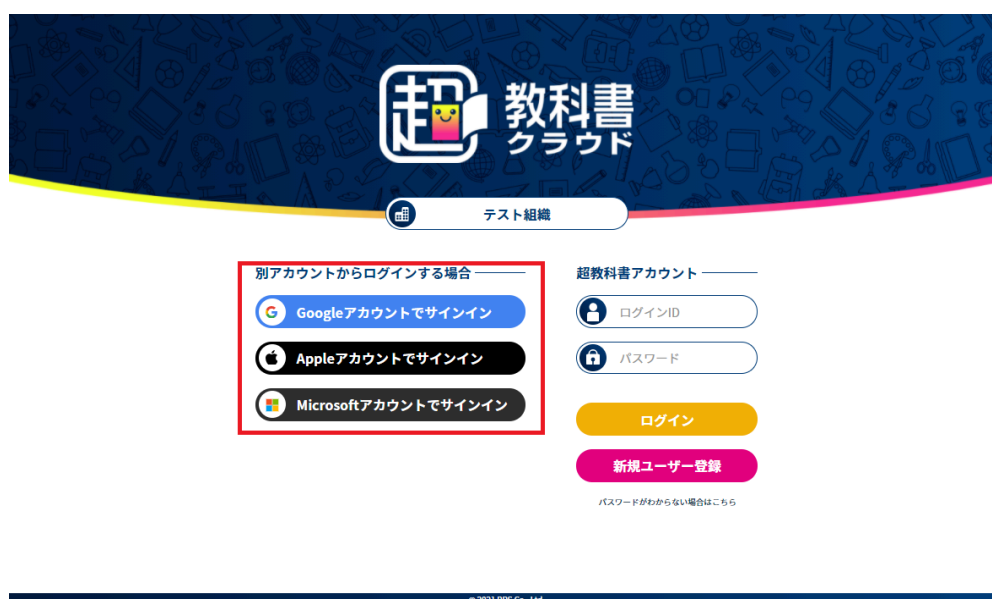 超
教科書
クラウド
テスト組織
別アカウントからログインする場合
Googleアカウントでサインイン
Appleアカウントでサインイン
Microsoftアカウントでサインイン
超教科書アカウント
ログインID
パスワード
ログイン
新規ユーザー登録
パスワードがわからない場合はこちら